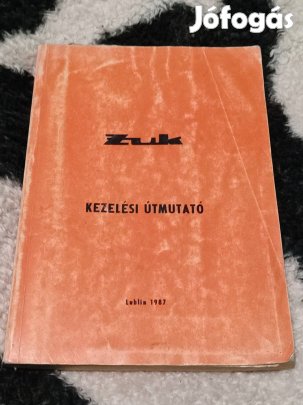 Jófogás
Żuk
KEZELÉSI ÚTMUTATÓ
Lublin 1987